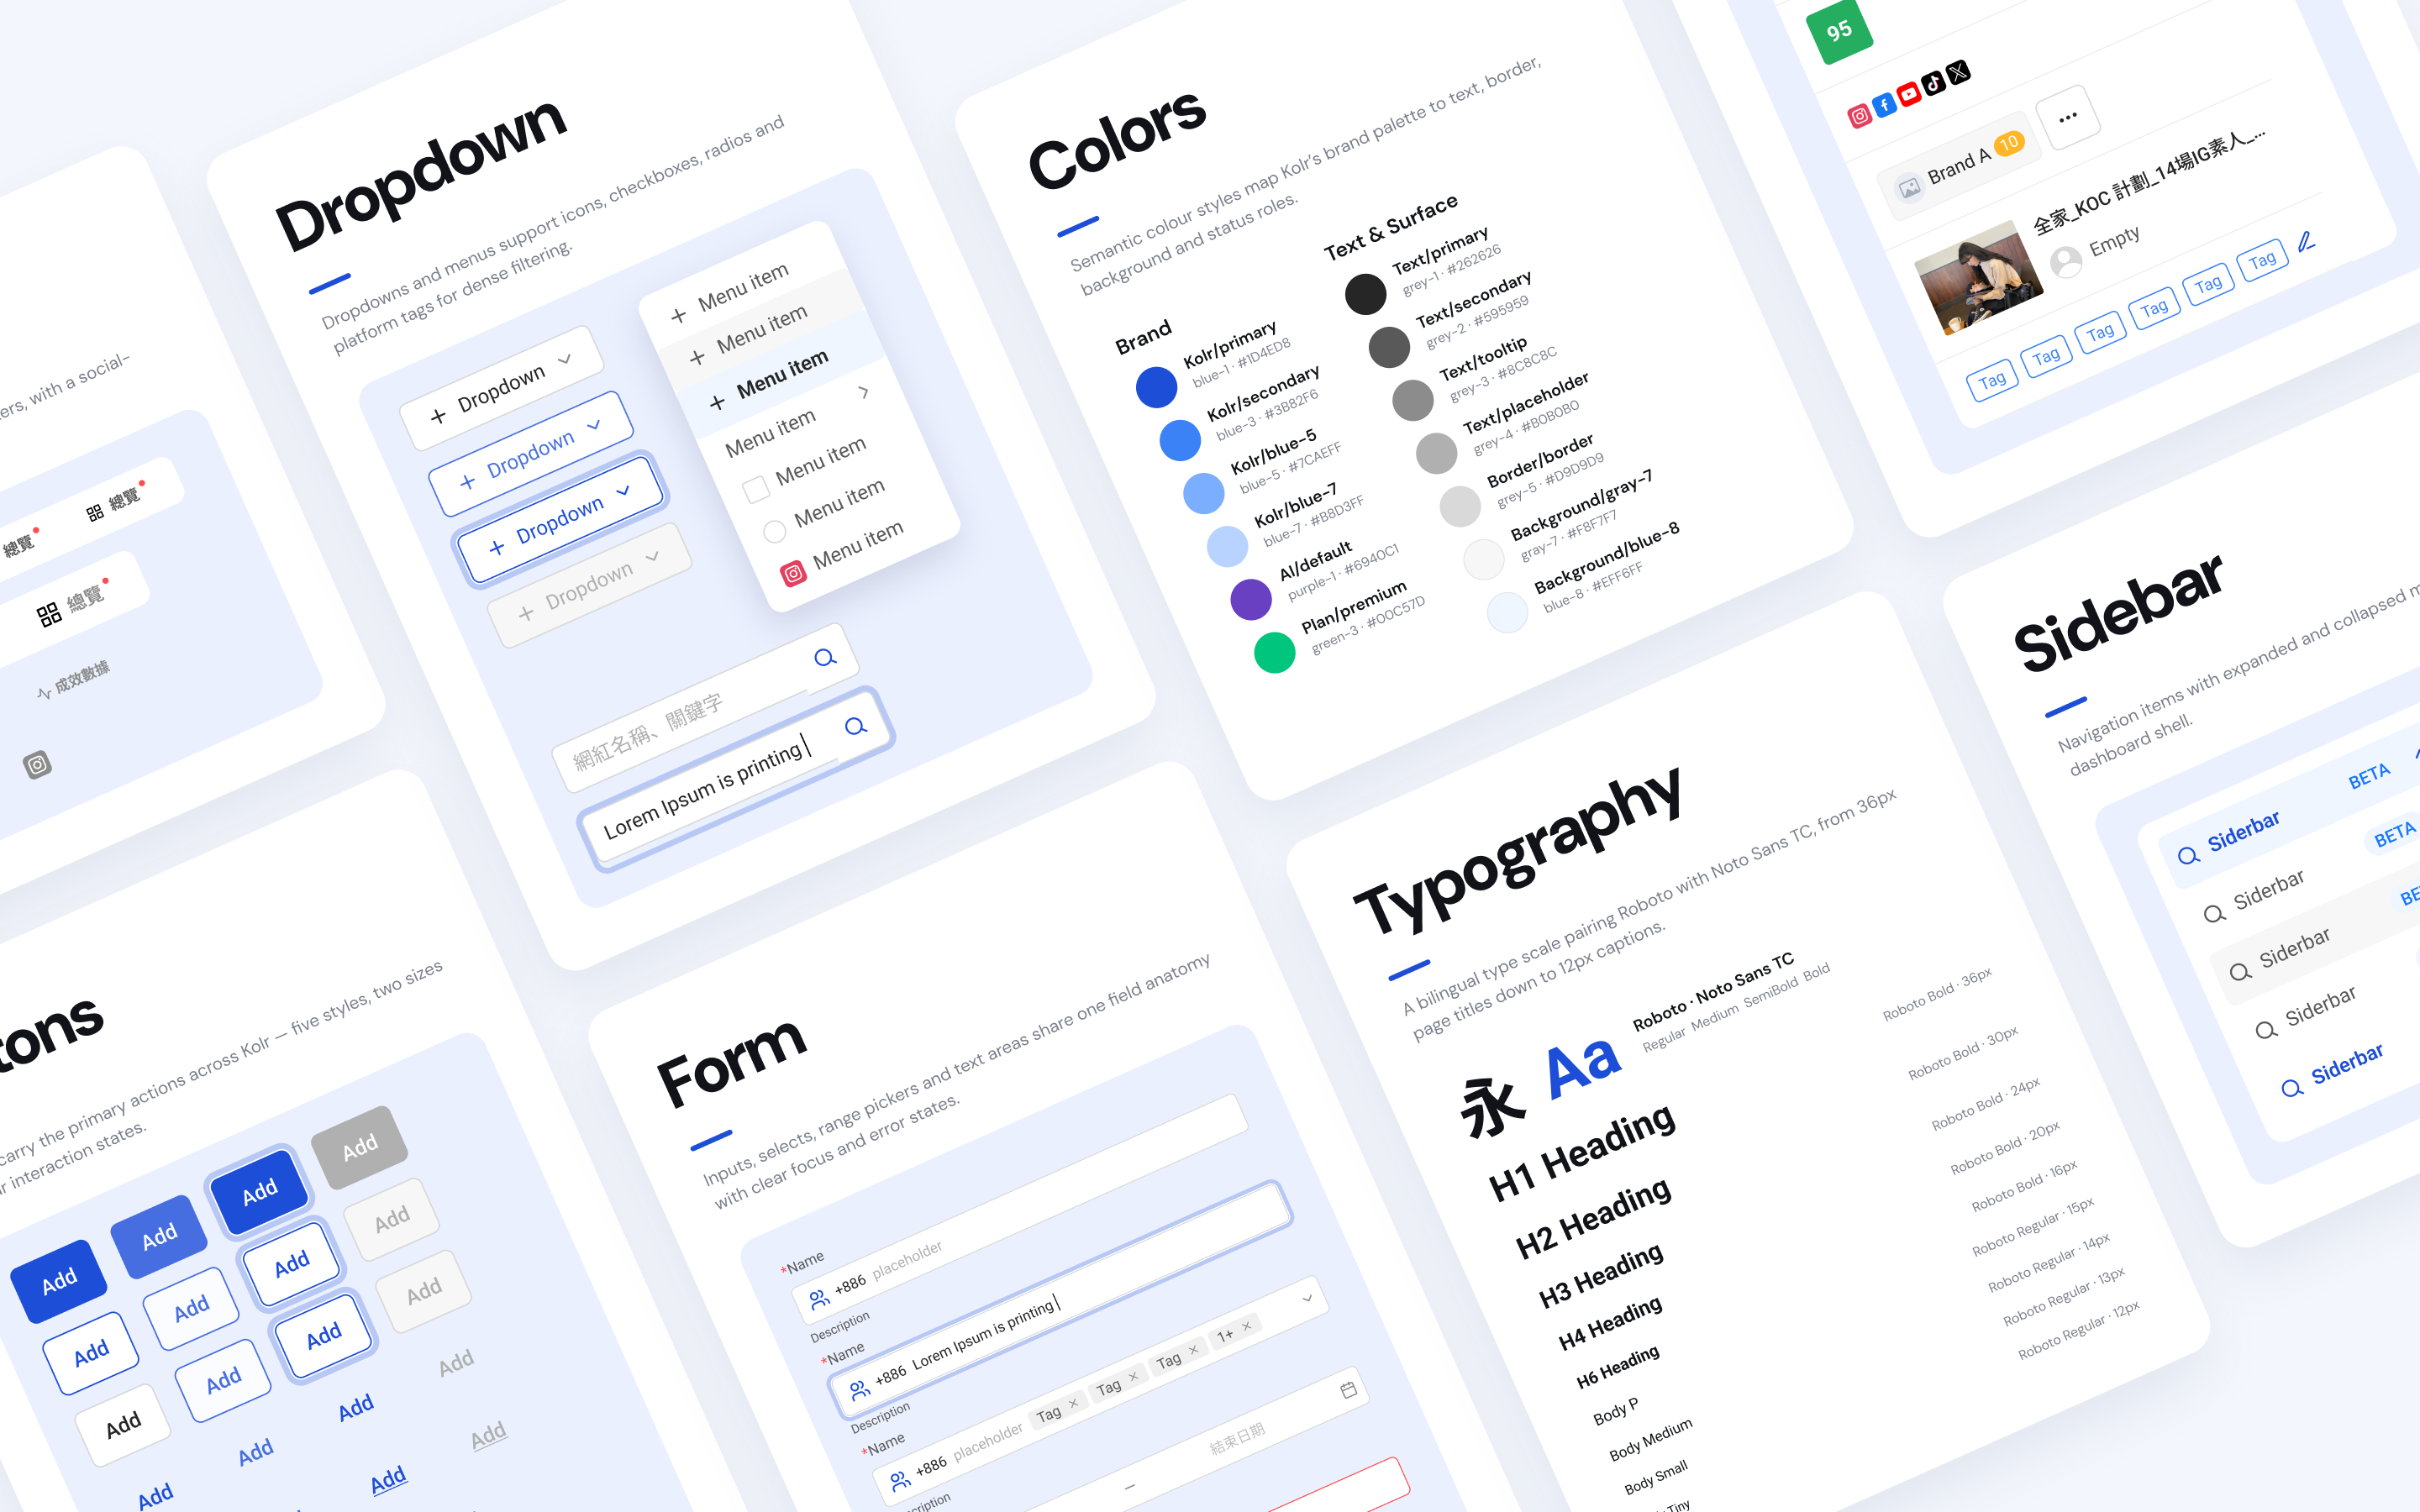 ers, with a social-
總覽
總覽
總覽
成效數據
Dropdown
Dropdowns and menus support icons, checkboxes, radios and
platform tags for dense filtering.
Dropdown
Dropdown
Dropdown
Dropdown
Menu item
Menu item
Menu item
Menu item
Menu item
Menu item
Menu item
網紅名稱、關鍵字
Lorem Ipsum is printing
Colors
Semantic colour styles map Kolr's brand palette to text, border,
background and status roles.
Brand
Kolr/primary
blue-1 · #1D4ED8
Kolr/secondary
blue-3 · #3B82F6
Kolr/blue-5
blue-5 · #7CAEFF
Kolr/blue-7
blue-7 · #B8D3FF
AI/default
purple-1 · #6940C1
Plan/premium
green-3 · #00C57D
Text & Surface
Text/primary
grey-1 · #262626
Text/secondary
grey-2 · #595959
Text/tooltip
grey-3 · #8C8C8C
Text/placeholder
grey-4 · #B0B0B0
Border/border
grey-5 · #D9D9D9
Background/gray-7
gray-7 · #F8F7F7
Background/blue-8
blue-8 · #EFF6FF
95
Brand A 10
全家_KOC 計劃_14場IG素人_...
Empty
Tag Tag Tag Tag Tag Tag
tons
carry the primary actions across Kolr — five styles, two sizes
r interaction states.
Add Add Add Add
Add Add Add Add
Add Add Add Add
Add Add Add Add
Add Add
Form
Inputs, selects, range pickers and text areas share one field anatomy
with clear focus and error states.
*Name
+886 placeholder
Description
*Name
+886 Lorem Ipsum is printing
Description
*Name
+886 placeholder Tag Tag Tag 1+
cription
– 結束日期
Typography
A bilingual type scale pairing Roboto with Noto Sans TC, from 36px
page titles down to 12px captions.
永 Aa
Roboto · Noto Sans TC
Regular Medium SemiBold Bold
H1 Heading Roboto Bold · 36px
H2 Heading Roboto Bold · 30px
H3 Heading Roboto Bold · 24px
H4 Heading Roboto Bold · 20px
H6 Heading Roboto Bold · 16px
Body P Roboto Regular · 15px
Body Medium Roboto Regular · 14px
Body Small Roboto Regular · 13px
Tiny Roboto Regular · 12px
Sidebar
Navigation items with expanded and collapsed m
dashboard shell.
Siderbar BETA
Siderbar BETA
Siderbar BE
Siderbar
Siderbar